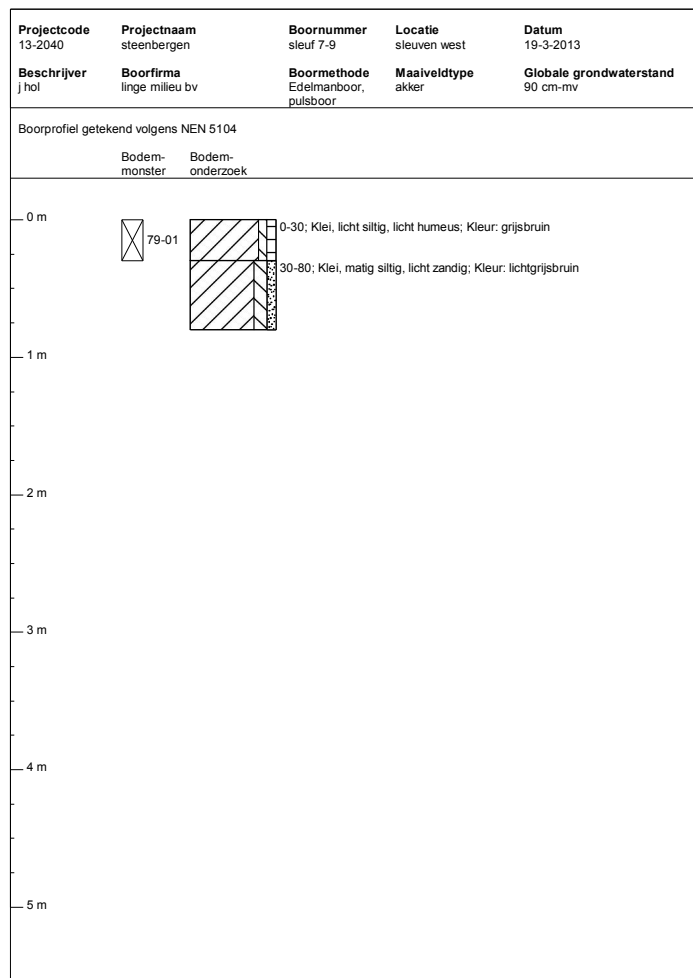 Projectcode Projectnaam Boornummer Locatie Datum
13-2040 steenbergen sleuf 7-9 sleuven west 19-3-2013
Beschrijver Boorfirma Boormethode Maaiveldtype Globale grondwaterstand
j hol linge milieu bv Edelmanboor, akker 90 cm-mv
pulsboor
Boorprofiel getekend volgens NEN 5104
Bodem- Bodem-
monster onderzoek
0 m
79-01
0-30; Klei, licht siltig, licht humeus; Kleur: grijsbruin
30-80; Klei, matig siltig, licht zandig; Kleur: lichtgrijsbruin
1 m
2 m
3 m
4 m
5 m